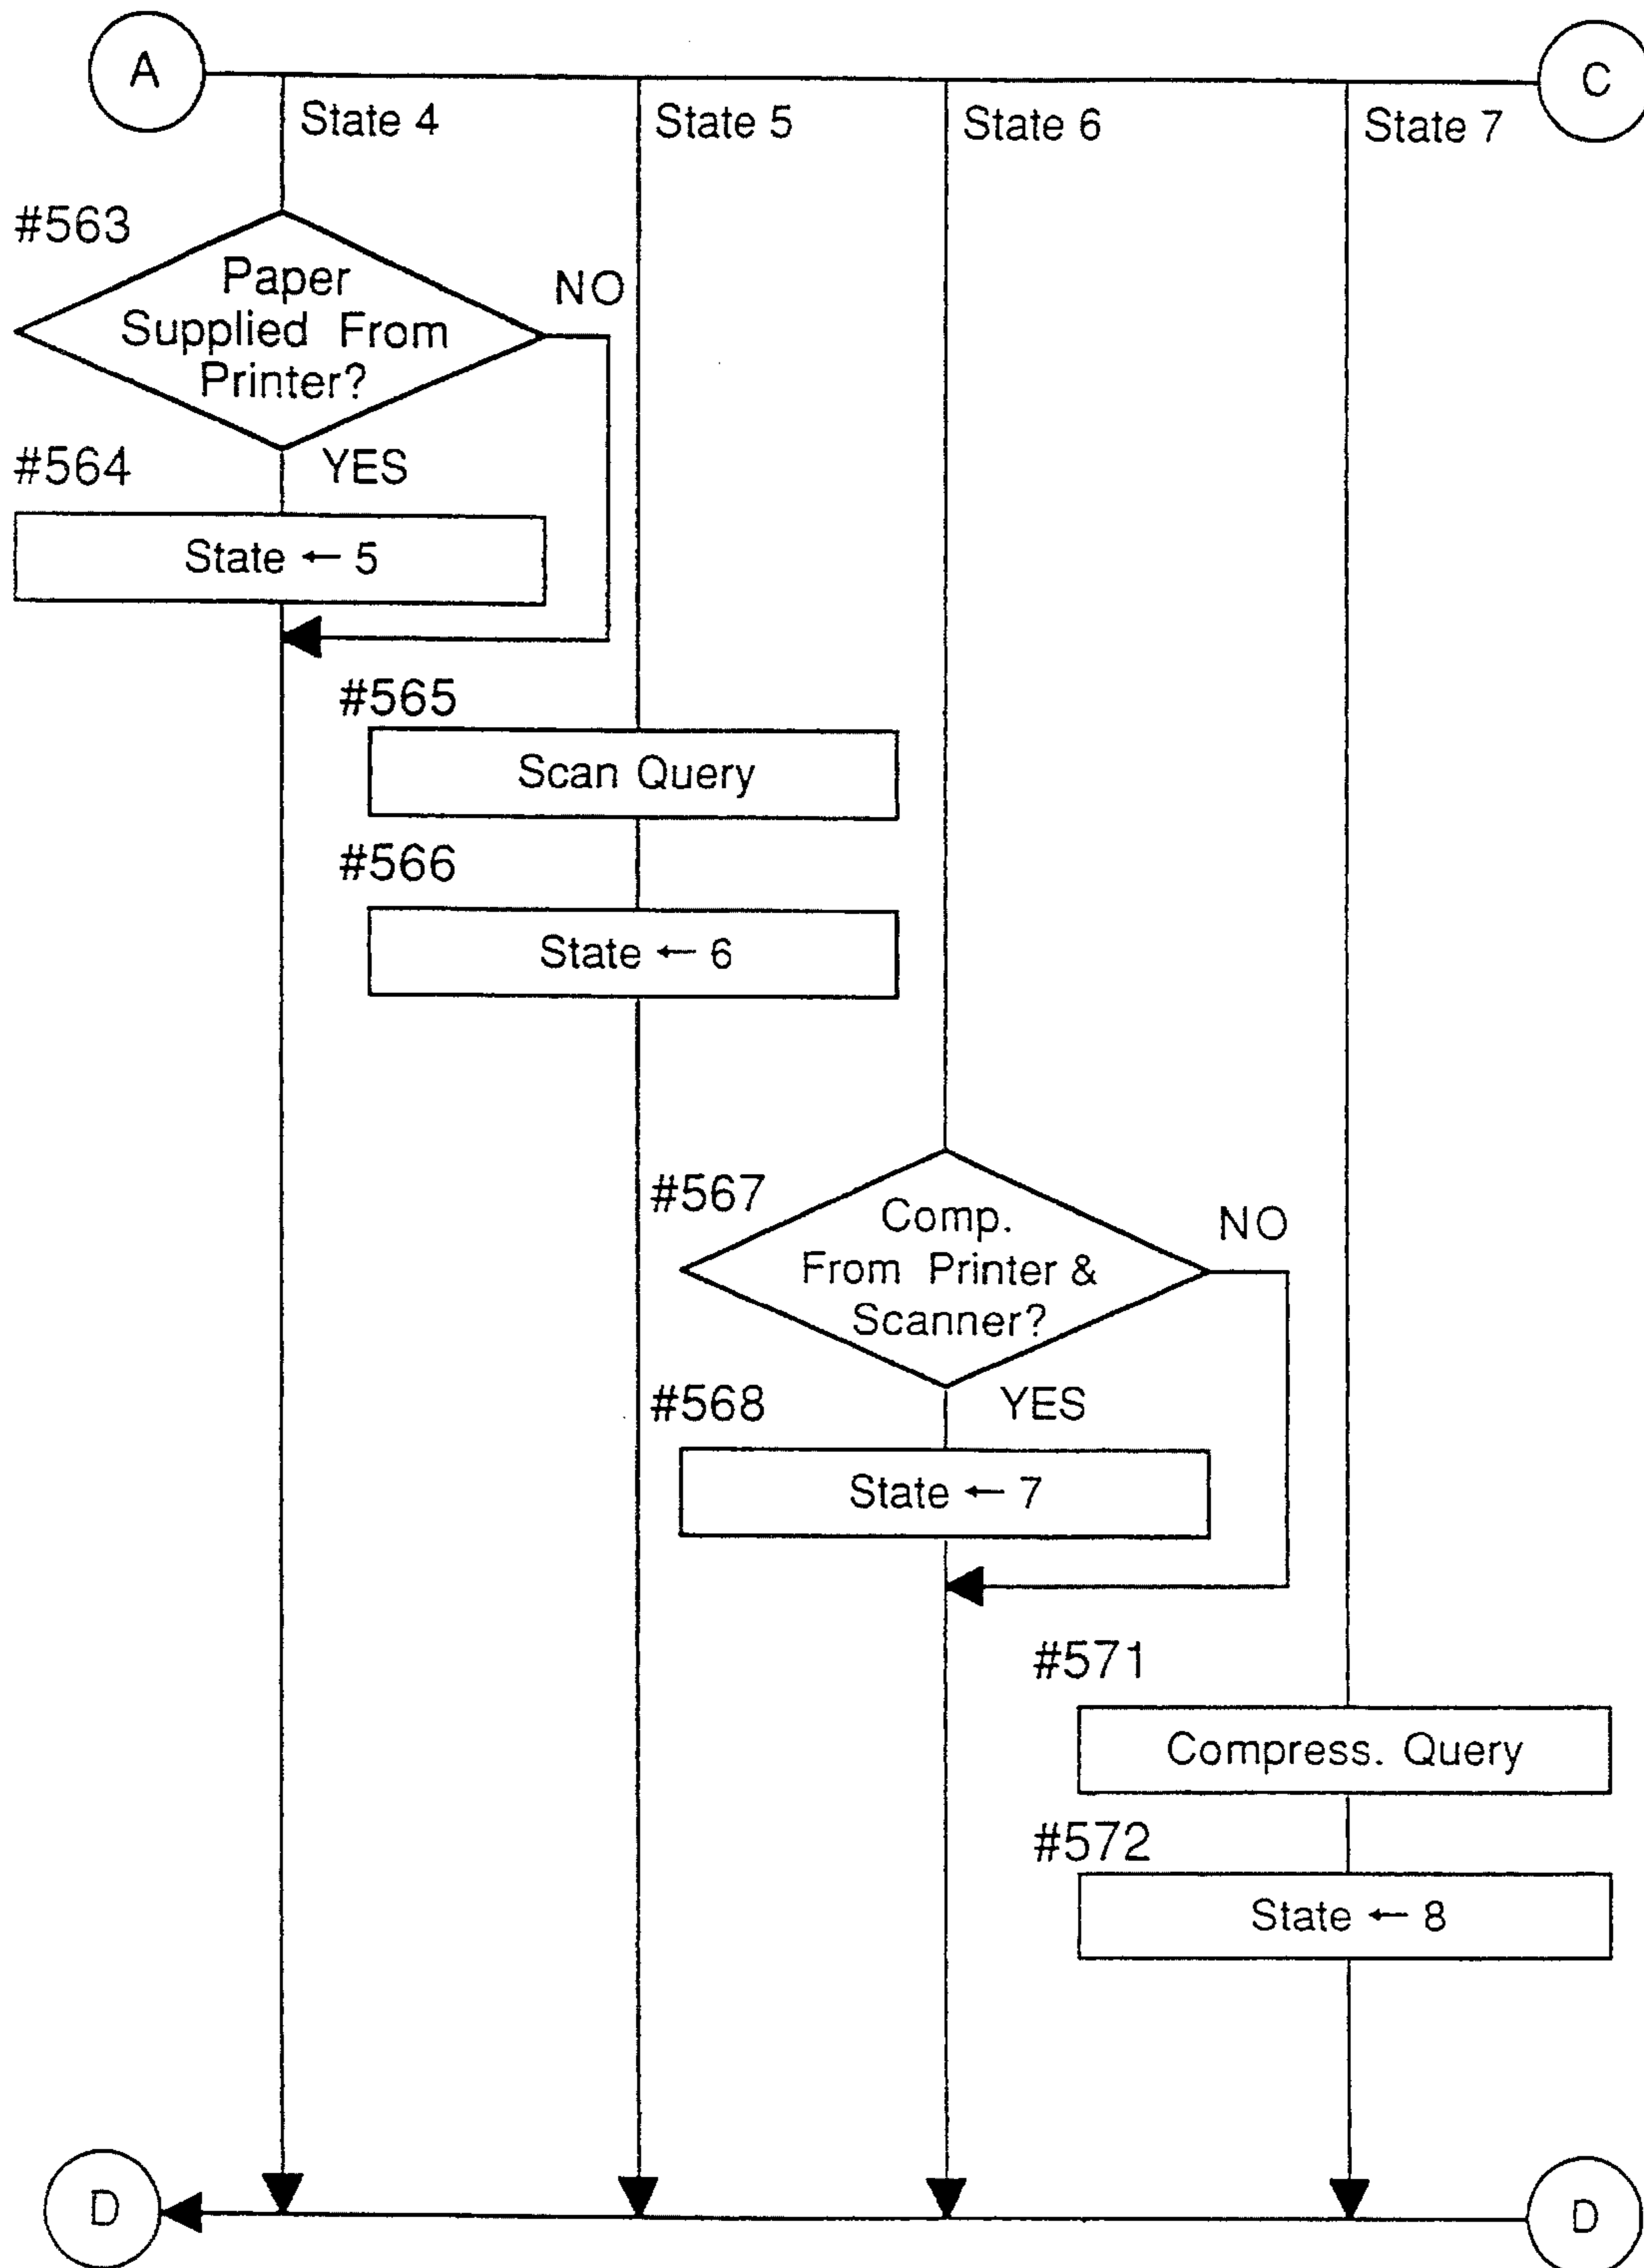 A
C
State 4
State 5
State 6
State 7
#563
Paper
Supplied From
Printer?
NO
YES
#564
State ← 5
#565
Scan Query
#566
State ← 6
#567
Comp.
From Printer &
Scanner?
NO
YES
#568
State ← 7
#571
Compress. Query
#572
State ← 8
D
D